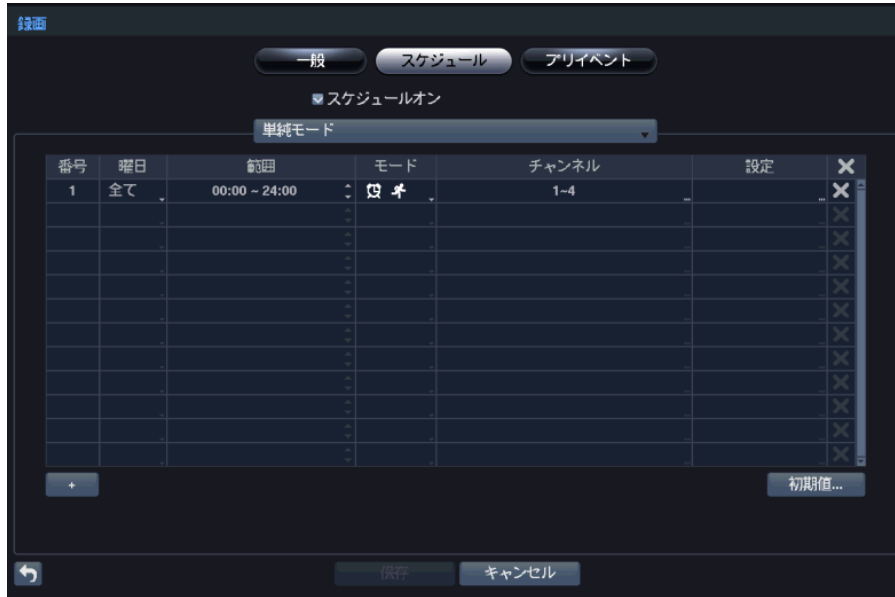 録画
一般 スケジュール プリイベント
スケジュールオン
単純モード
番号 曜日 範囲 モード チャンネル 設定
1 全て 00:00 ~ 24:00 1~4 ...
+ 初期値...
保存 キャンセル